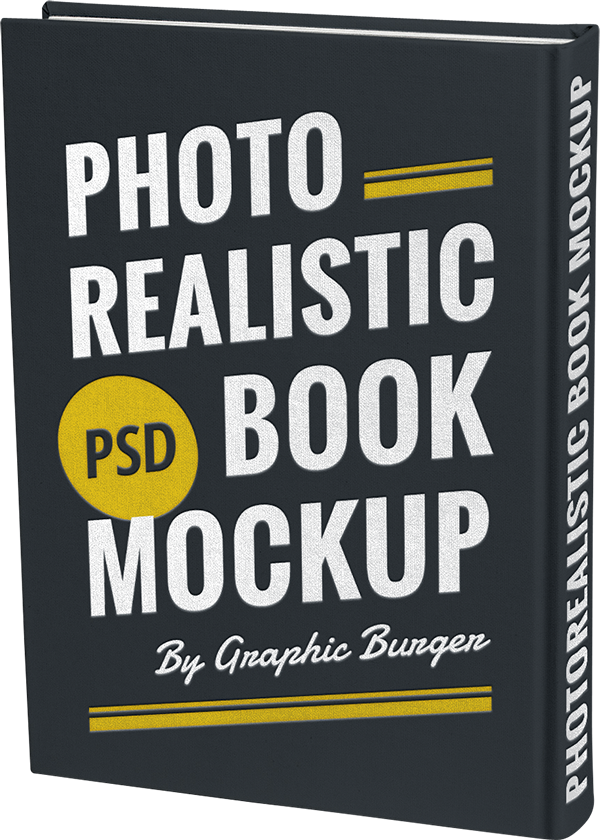 PHOTO
REALISTIC
PSD
BOOK
MOCKUP
By Graphic Burger
PHOTOREALISTIC BOOK MOCKUP